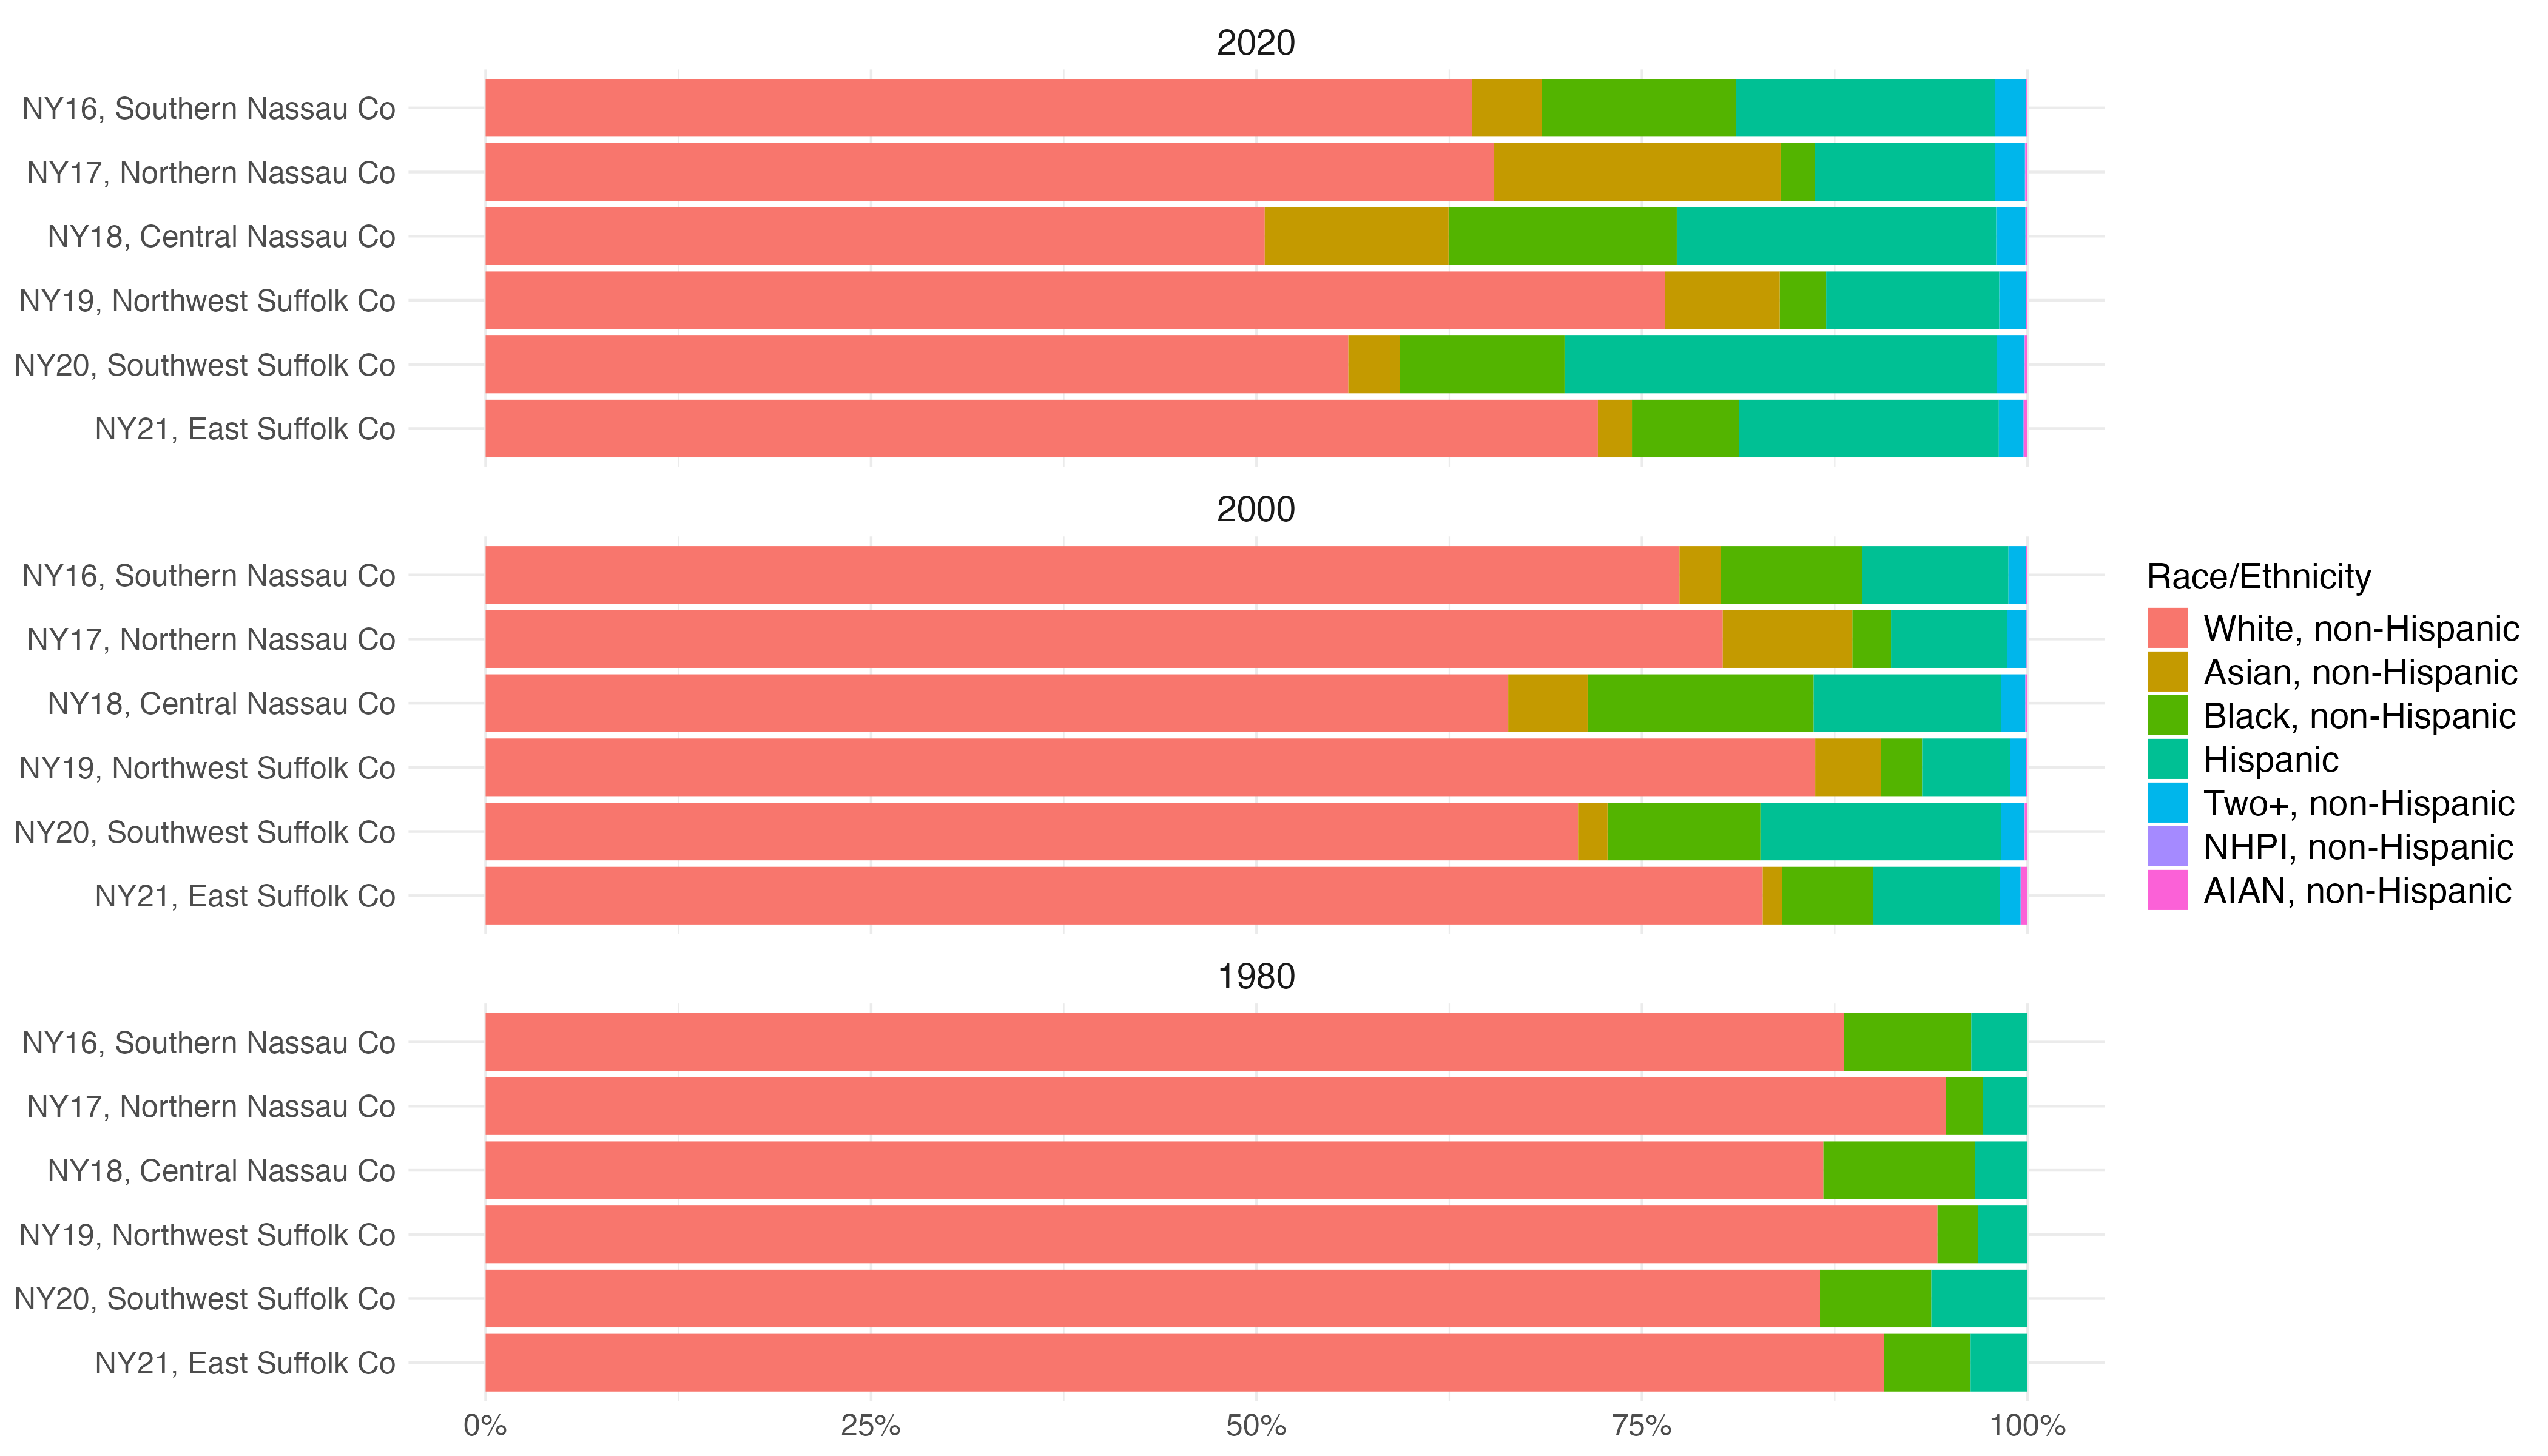 2020
NY16, Southern Nassau Co
NY17, Northern Nassau Co
NY18, Central Nassau Co
NY19, Northwest Suffolk Co
NY20, Southwest Suffolk Co
NY21, East Suffolk Co
2000
NY16, Southern Nassau Co
NY17, Northern Nassau Co
NY18, Central Nassau Co
NY19, Northwest Suffolk Co
NY20, Southwest Suffolk Co
NY21, East Suffolk Co
1980
NY16, Southern Nassau Co
NY17, Northern Nassau Co
NY18, Central Nassau Co
NY19, Northwest Suffolk Co
NY20, Southwest Suffolk Co
NY21, East Suffolk Co
0% 25% 50% 75% 100%
Race/Ethnicity
White, non-Hispanic
Asian, non-Hispanic
Black, non-Hispanic
Hispanic
Two+, non-Hispanic
NHPI, non-Hispanic
AIAN, non-Hispanic